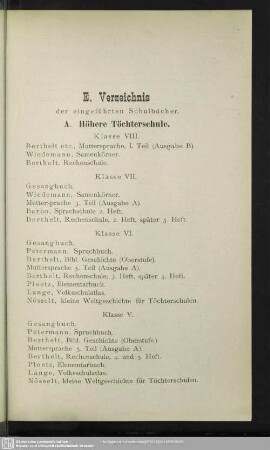 E. Verzeichnis
der eingeführten Schulbücher.
A. Höhere Töchterschule.
Klasse VIII.
Berthelt etc., Muttersprache, I. Teil (Ausgabe B).
Wiedemann, Samenkörner.
Berthelt, Rechenschule.
Klasse VII.
Gesangbuch.
Wiedemann, Samenkörner.
Muttersprache 3. Teil (Ausgabe A)
Baron, Sprachschule 2. Heft.
Berthelt, Rechenschule, 2. Heft, später 3. Heft.
Klasse VI.
Gesangbuch.
Petermann, Spruchbuch.
Berthelt, Bibl. Geschichte (Oberstufe).
Muttersprache 3. Teil (Ausgabe A).
Berthelt, Rechenschule, 3. Heft, später 4. Heft.
Ploetz, Elementarbuch.
Lange, Volksschulatlas.
Nösselt, kleine Weltgeschichte für Töchterschulen.
Klasse V.
Gesangbuch.
Petermann, Spruchbuch.
Berthelt, Bibl. Geschichte (Oberstufe)
Muttersprache 3. Teil (Ausgabe A).
Berthelt, Rechenschule, 4. und 5. Heft.
Ploetz, Elementarbuch.
Lange, Volksschulatlas.
Nösselt, kleine Weltgeschichte für Töchterschulen.